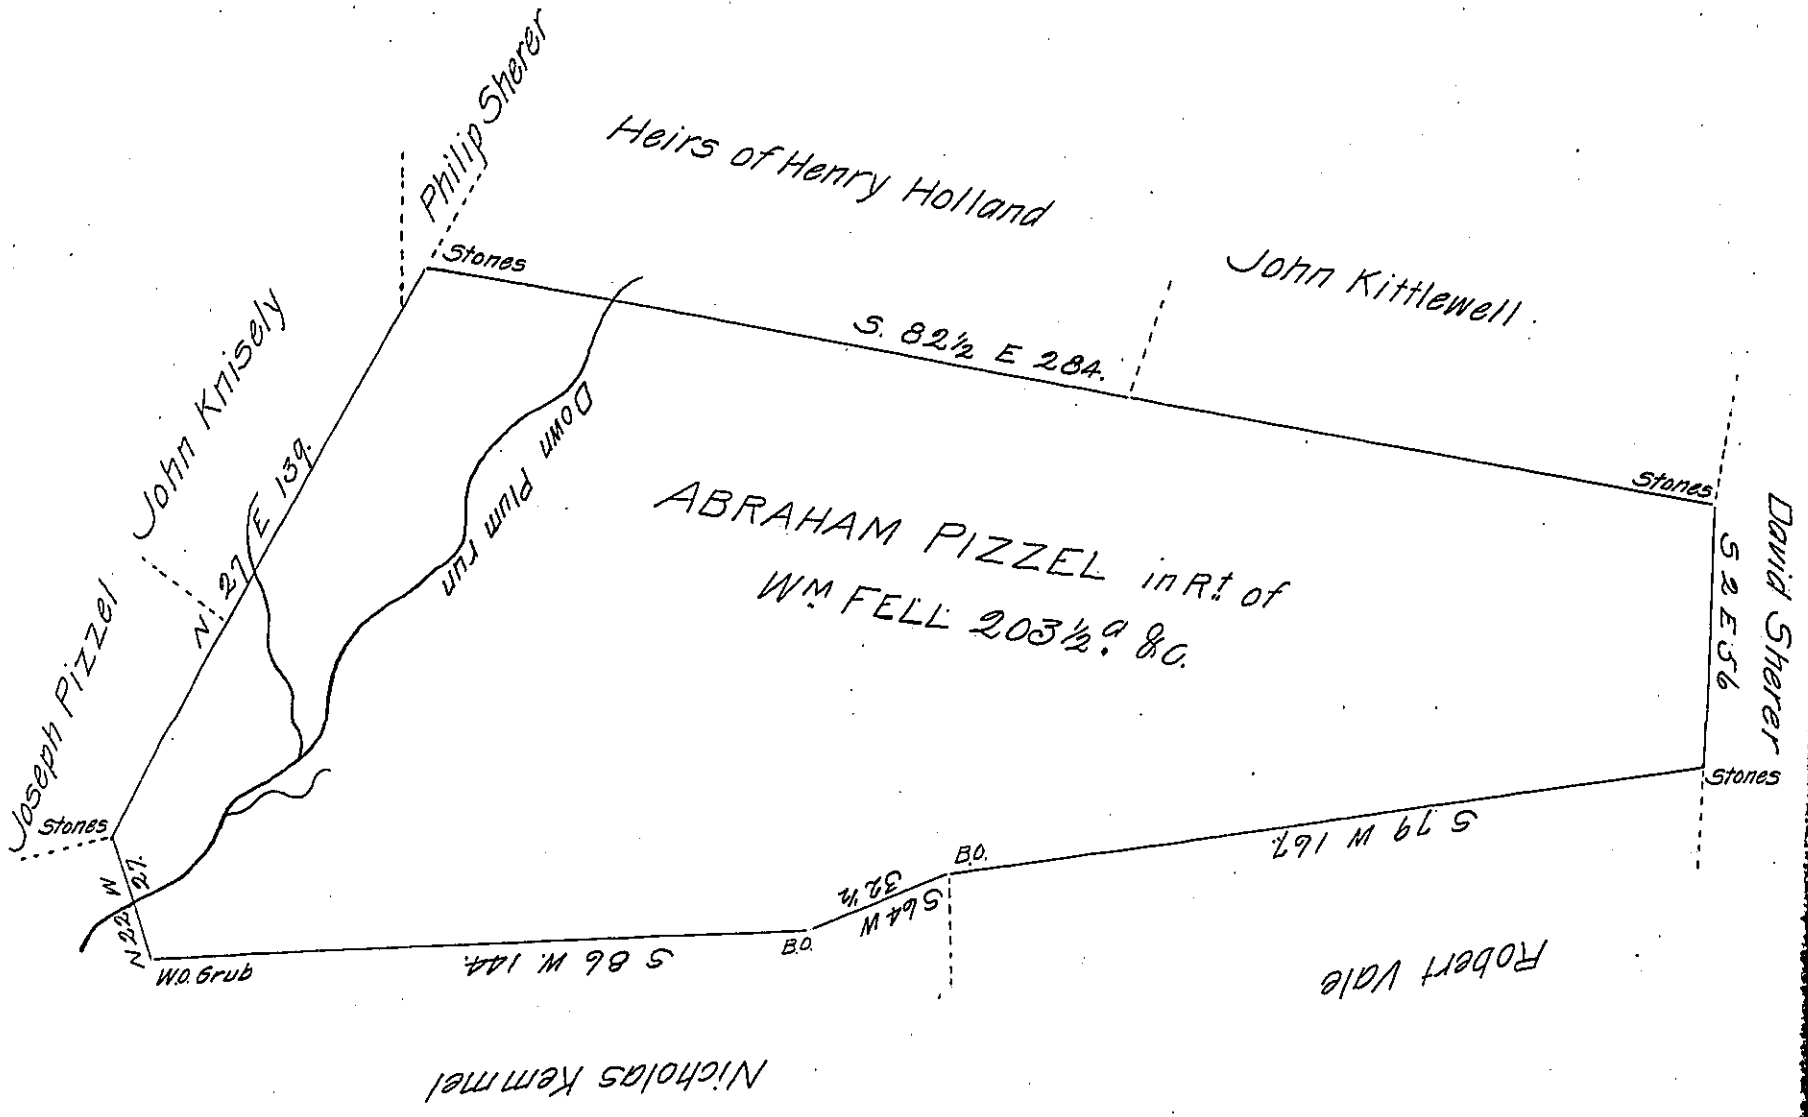 Philip Sherer
Heirs of Henry Holland
John Kittlewell
Stones
S. 82½ E 284.
John Knisely
N. 27 E 139.
Down Plum run
Stones
David Sherer
S 2 E 56
ABRAHAM PIZZEL in Rt. of
Wm FELL 203½a. &c.
Joseph Pizzel
Stones
Stones
S 79 W 167.
B.O.
S 64 W
32½
N 22 W
27.
W.O. Grub
S 86 W. 144.
B.O.
Robert Vale
Nicholas Kemmel